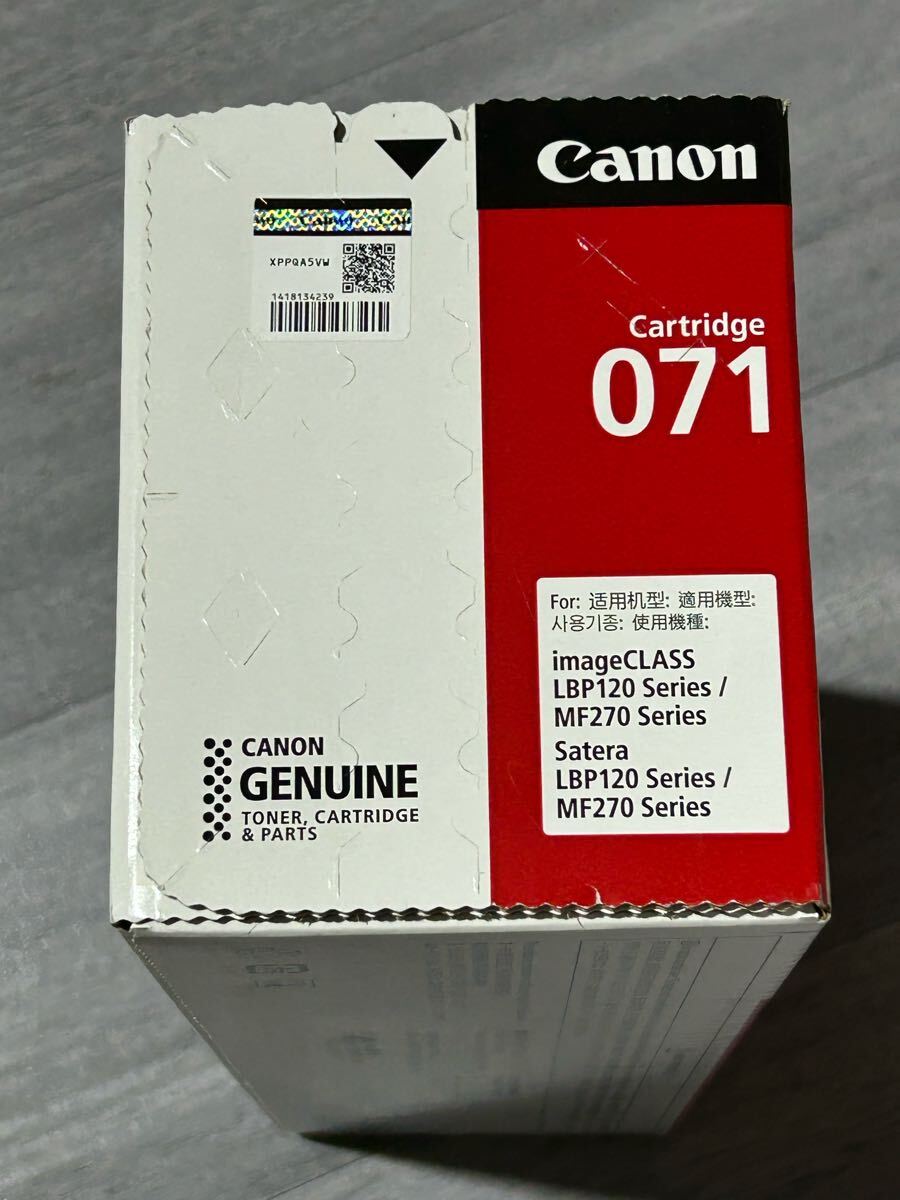 Canon
XPPQA5VW
1418134239
Canon
Cartridge
071
For: 适用机型: 適用機型:
사용기종: 使用機種:
imageCLASS
LBP120 Series /
MF270 Series
Satera
LBP120 Series /
MF270 Series
CANON
GENUINE
TONER, CARTRIDGE
& PARTS